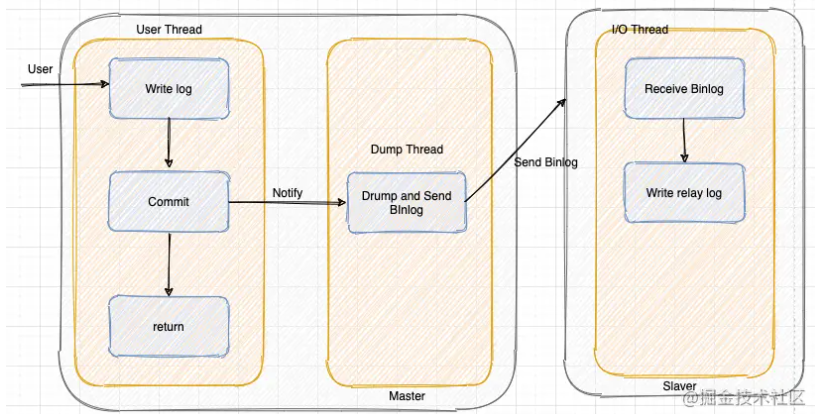 User Thread
I/O Thread
User
Write log
Receive Binlog
Dump Thread
Send Binlog
Commit
Notify
Drump and Send
BInlog
Write relay log
return
Master
Slaver
@掘金技术社区